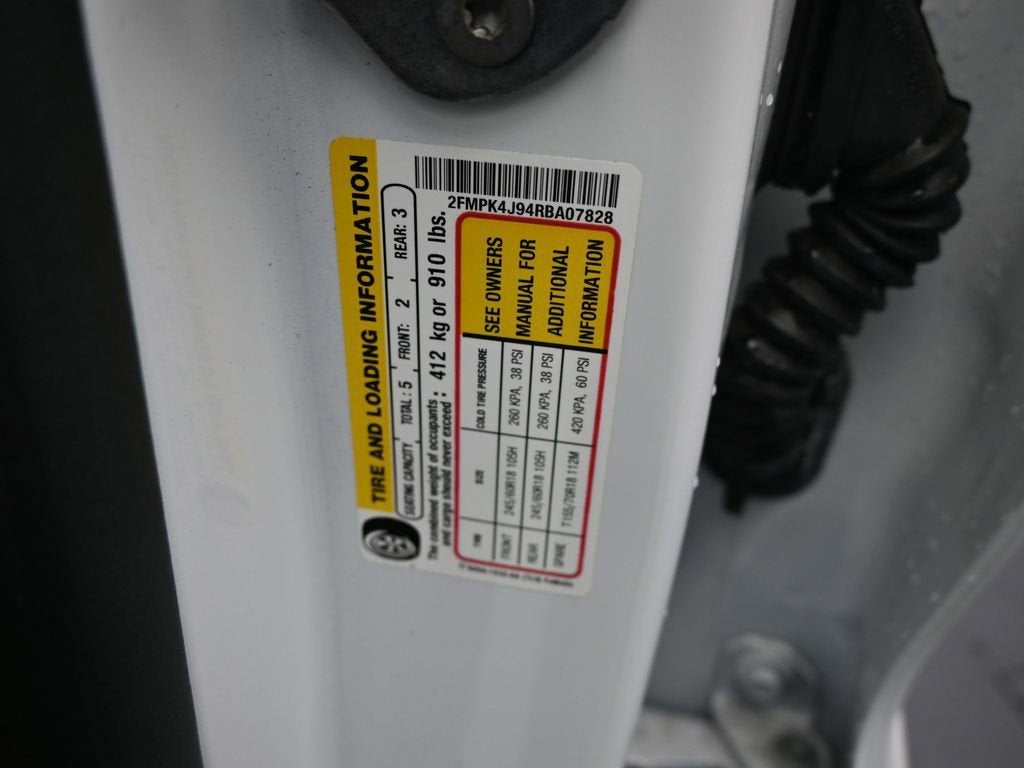 2FMPK4J94RBA07828
TIRE AND LOADING INFORMATION
SEATING CAPACITY TOTAL: 5 FRONT: 2 REAR: 3
The combined weight of occupants
and cargo should never exceed : 412 kg or 910 lbs.
TIRE SIZE COLD TIRE PRESSURE
FRONT 245/60R18 105H 260 KPA, 38 PSI
REAR 245/60R18 105H 260 KPA, 38 PSI
SPARE T155/70R18 112M 420 KPA, 60 PSI
SEE OWNERS
MANUAL FOR
ADDITIONAL
INFORMATION